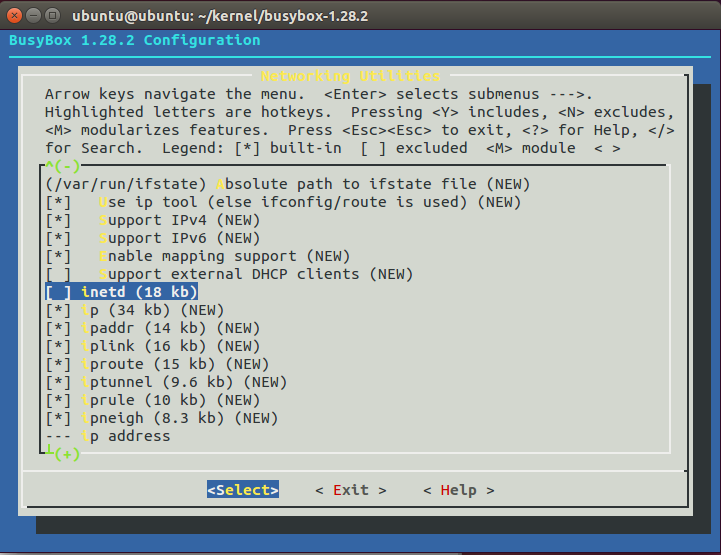 ubuntu@ubuntu: ~/kernel/busybox-1.28.2
BusyBox 1.28.2 Configuration
Networking Utilities
Arrow keys navigate the menu.  <Enter> selects submenus --->.
Highlighted letters are hotkeys.  Pressing <Y> includes, <N> excludes,
<M> modularizes features.  Press <Esc><Esc> to exit, <?> for Help, </>
for Search.  Legend: [*] built-in  [ ] excluded  <M> module  < >
^(-)
(/var/run/ifstate) Absolute path to ifstate file (NEW)
[*]   Use ip tool (else ifconfig/route is used) (NEW)
[*]   Support IPv4 (NEW)
[*]   Support IPv6 (NEW)
[*]   Enable mapping support (NEW)
[ ]   Support external DHCP clients (NEW)
[ ] inetd (18 kb)
[*] ip (34 kb) (NEW)
[*] ipaddr (14 kb) (NEW)
[*] iplink (16 kb) (NEW)
[*] iproute (15 kb) (NEW)
[*] iptunnel (9.6 kb) (NEW)
[*] iprule (10 kb) (NEW)
[*] ipneigh (8.3 kb) (NEW)
--- ip address
┴(+)
<Select>    < Exit >    < Help >